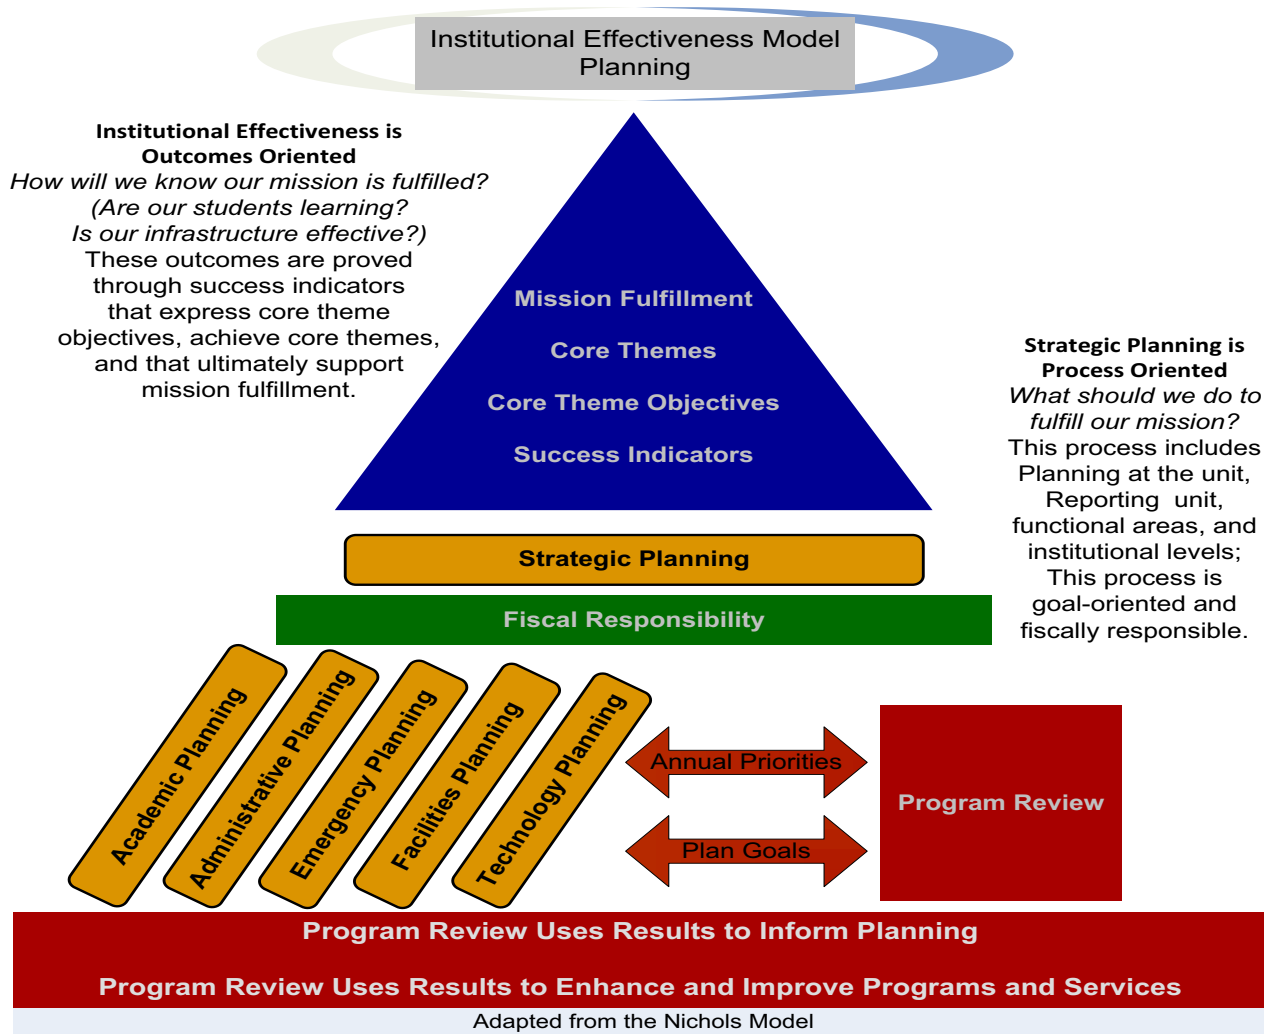 Institutional Effectiveness Model
Planning
Institutional Effectiveness is
Outcomes Oriented
How will we know our mission is fulfilled?
(Are our students learning?
Is our infrastructure effective?)
These outcomes are proved
through success indicators
that express core theme
objectives, achieve core themes,
and that ultimately support
mission fulfillment.
Mission Fulfillment
Core Themes
Core Theme Objectives
Success Indicators
Strategic Planning is
Process Oriented
What should we do to
fulfill our mission?
This process includes
Planning at the unit,
Reporting unit,
functional areas, and
institutional levels;
This process is
goal-oriented and
fiscally responsible.
Strategic Planning
Fiscal Responsibility
Academic Planning
Administrative Planning
Emergency Planning
Facilities Planning
Technology Planning
Annual Priorities
Plan Goals
Program Review
Program Review Uses Results to Inform Planning
Program Review Uses Results to Enhance and Improve Programs and Services
Adapted from the Nichols Model